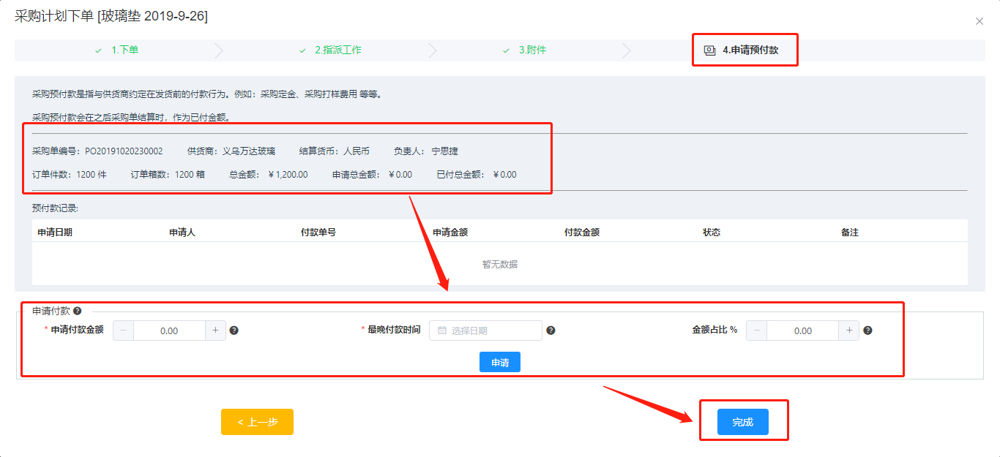 采购计划下单 [玻璃垫 2019-9-26]
1.下单 2.指派工作 3.附件 4.申请预付款
采购预付款是指与供货商约定在发货前的付款行为。例如：采购定金、采购打样费用 等等。
采购预付款会在之后采购单结算时，作为已付金额。
采购单编号：PO20191020230002 供货商：义乌万达玻璃 结算货币：人民币 负责人：宁思捷
订单件数：1200 件 订单箱数：1200 箱 总金额：￥1,200.00 申请总金额：￥0.00 已付总金额：￥0.00
预付款记录:
申请日期 申请人 付款单号 申请金额 付款金额 状态 备注
暂无数据
申请付款
* 申请付款金额 0.00 * 最晚付款时间 选择日期 金额占比 % 0.00
申请
< 上一步 完成